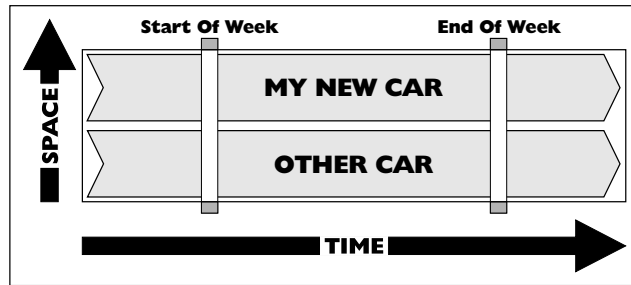 Start Of Week End Of Week
SPACE
MY NEW CAR
OTHER CAR
TIME